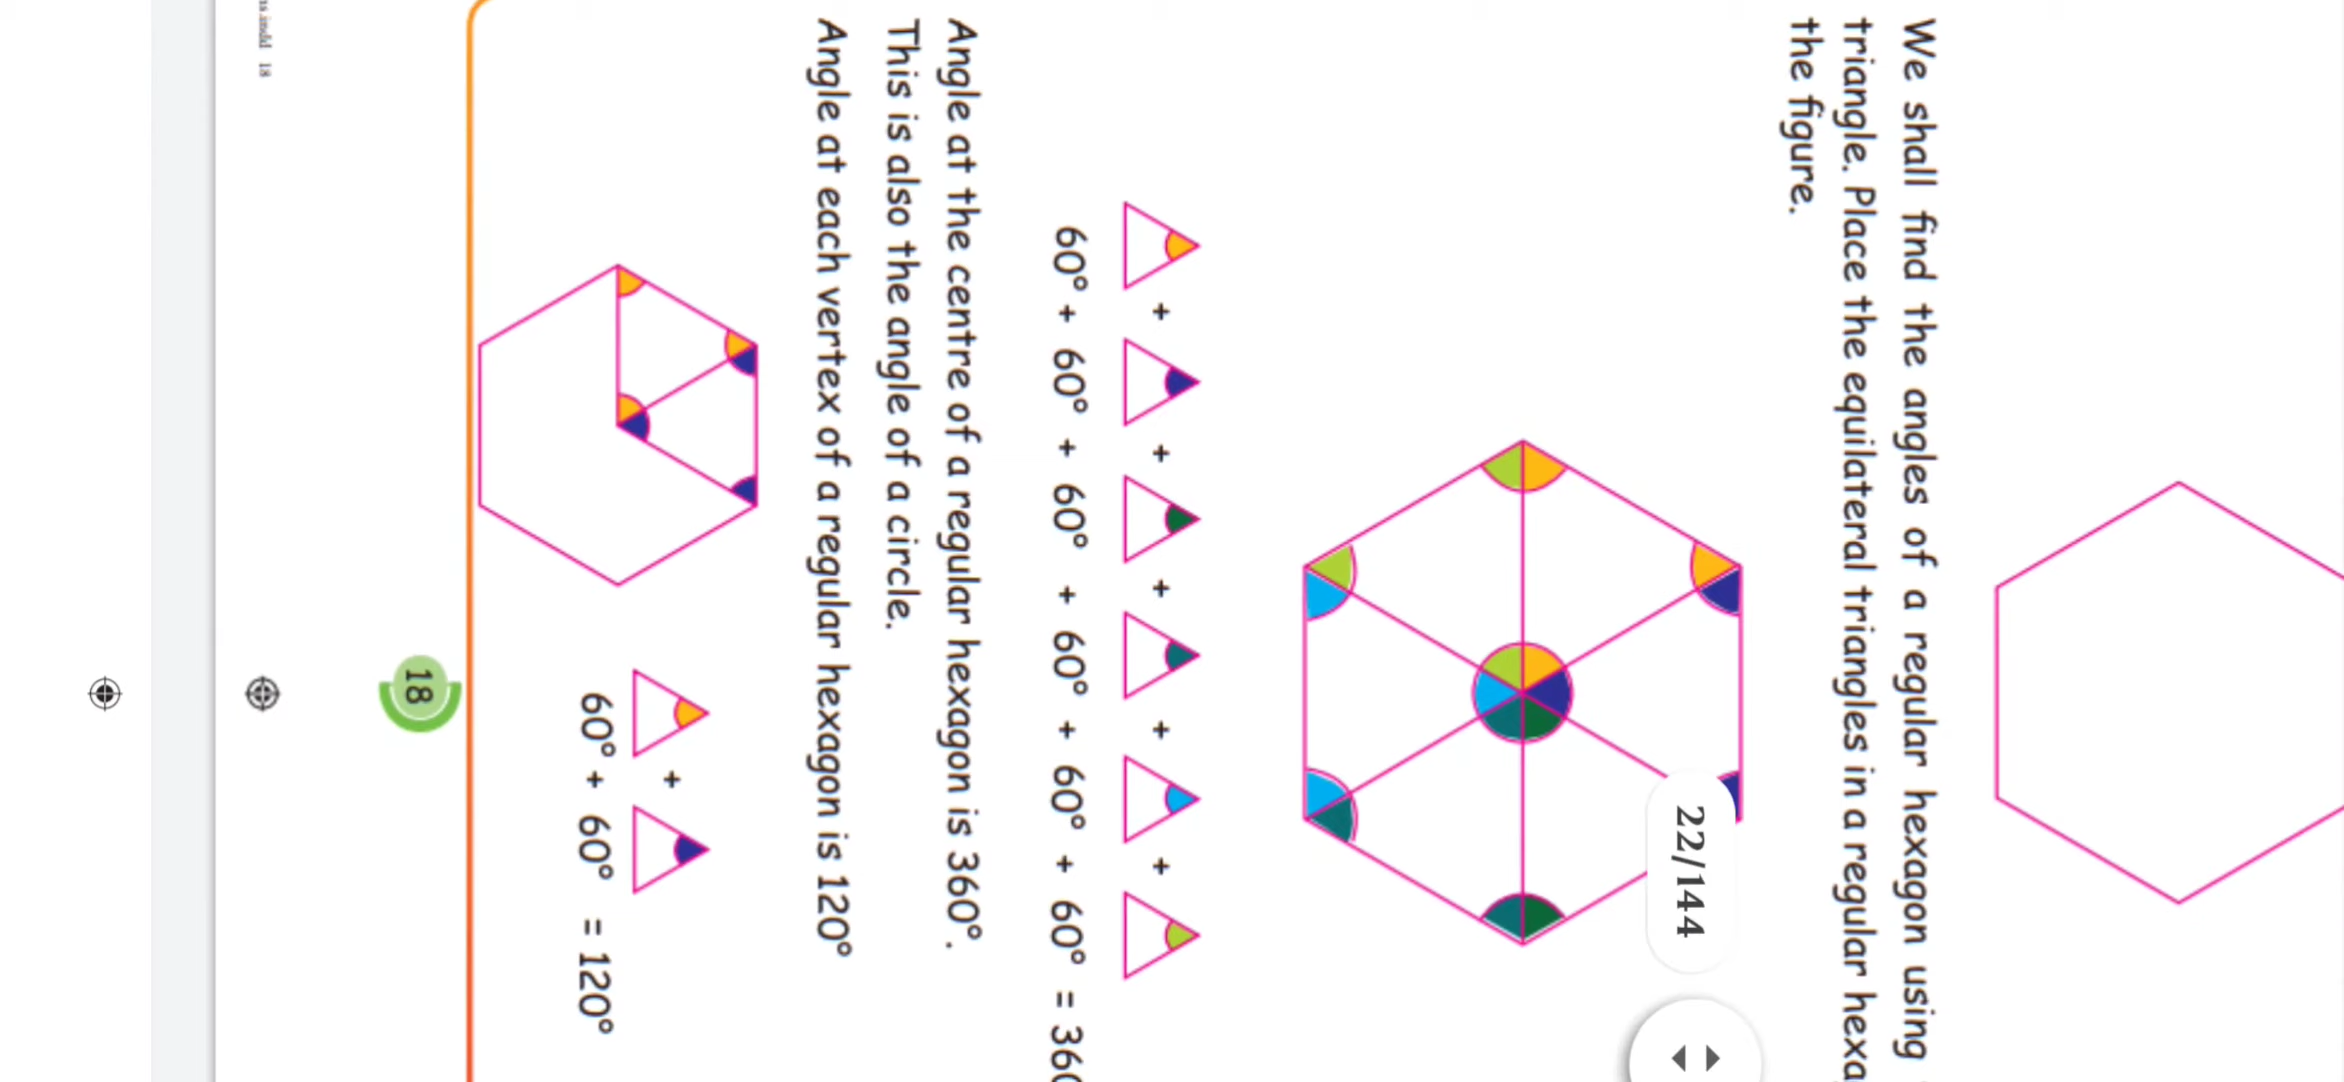 We shall find the angles of a regular hexagon using
triangle. Place the equilateral triangles in a regular hexa
the figure.
22/144
+ + + + +
60° + 60° + 60° + 60° + 60° + 60° = 360
Angle at the centre of a regular hexagon is 360°.
This is also the angle of a circle.
Angle at each vertex of a regular hexagon is 120°
+
60° + 60° = 120°
18
ns.indd 18